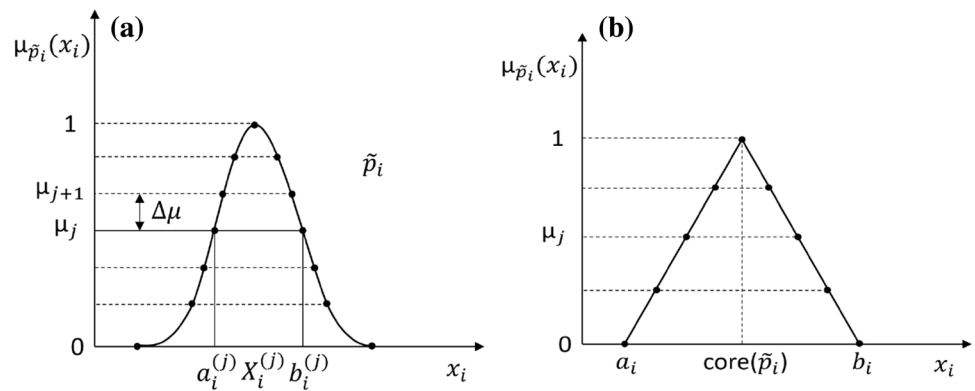 (a)
μ_{p̃_i}(x_i)
1
p̃_i
μ_{j+1}
Δμ
μ_j
0
a_i^{(j)} X_i^{(j)} b_i^{(j)}
x_i
(b)
μ_{p̃_i}(x_i)
1
μ_j
0
a_i
core(p̃_i)
b_i
x_i